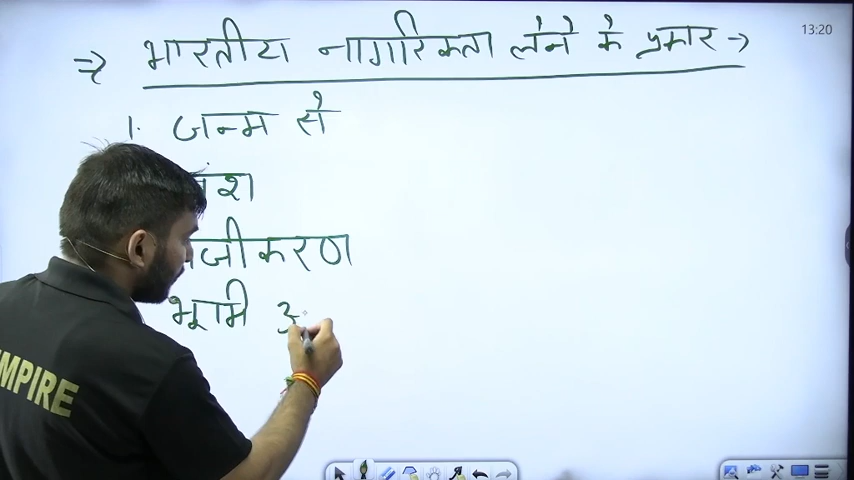 13:20
⇒ भारतीय नागरिकता लेने के प्रकार →
1. जन्म से
वंश
जीकरण
भूमि
MPIRE